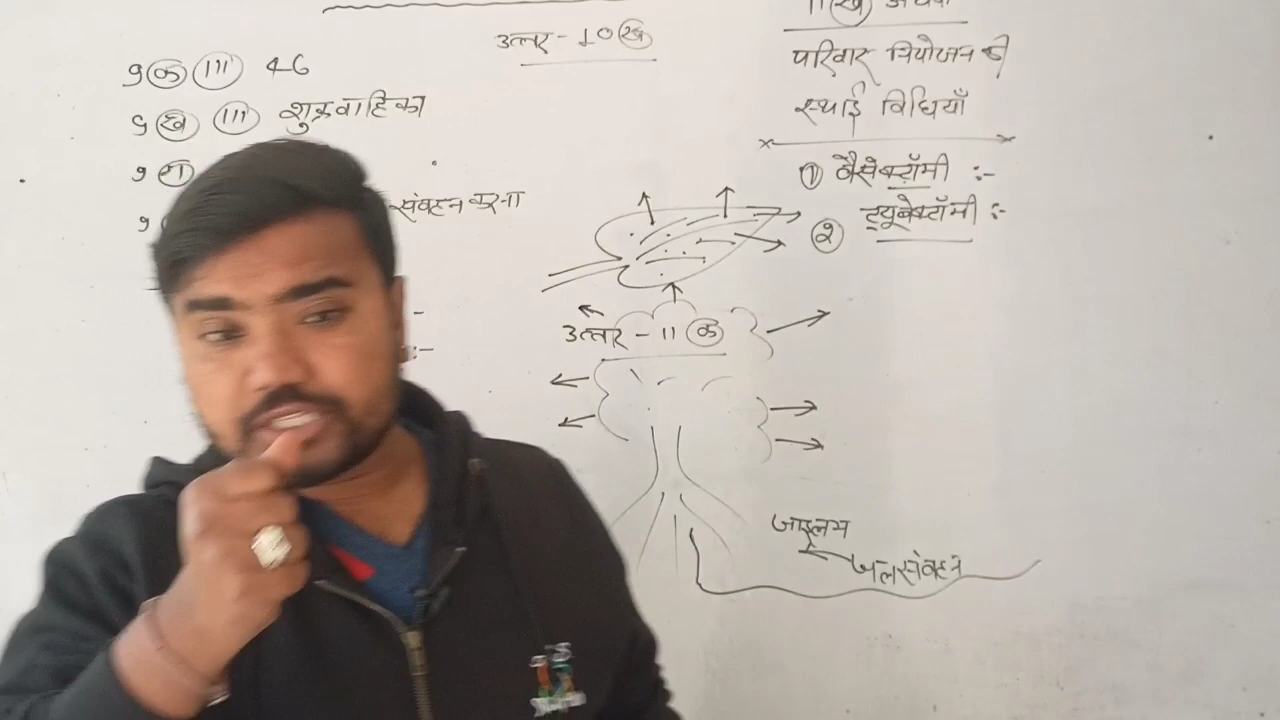 9 (क) (iii) 46
9 (ख) (iii) शुक्रवाहिका
9 (ग)
संवहन करना
उत्तर - 10 (ख)
उत्तर - 11 (क)
जाइलम
जलसंवहन
11 (ख) अथवा
परिवार नियोजन की
स्थाई विधियाँ
① वैसेक्टॉमी :-
② ट्यूबेक्टॉमी :-